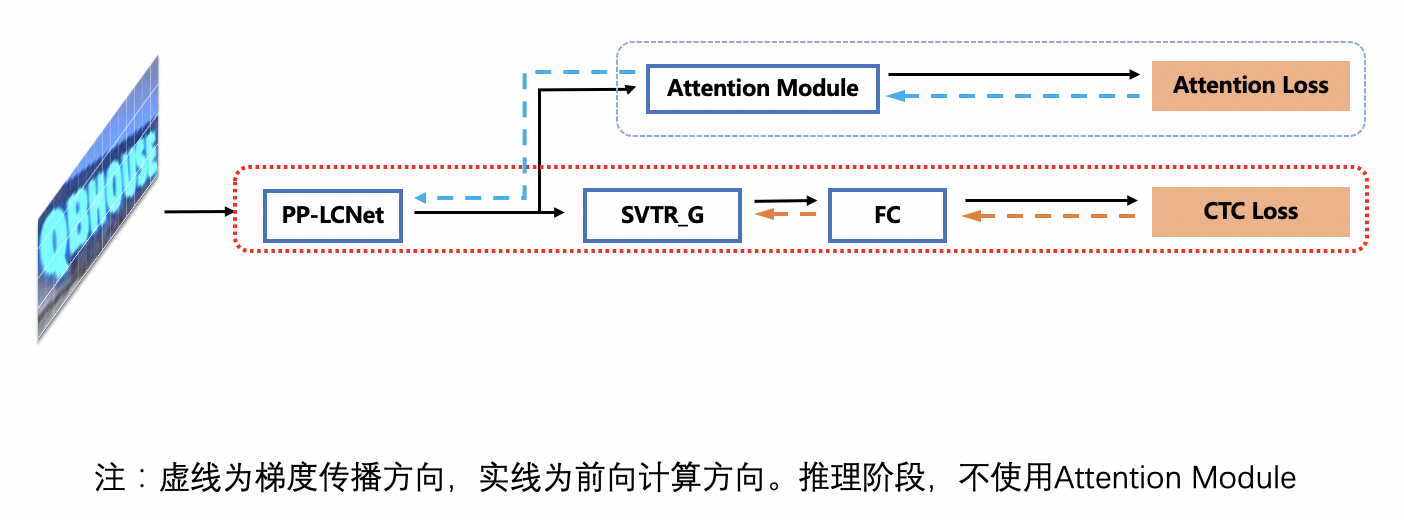 Attention Module
Attention Loss
QBHOUSE
PP-LCNet
SVTR_G
FC
CTC Loss
注：虚线为梯度传播方向，实线为前向计算方向。推理阶段，不使用Attention Module